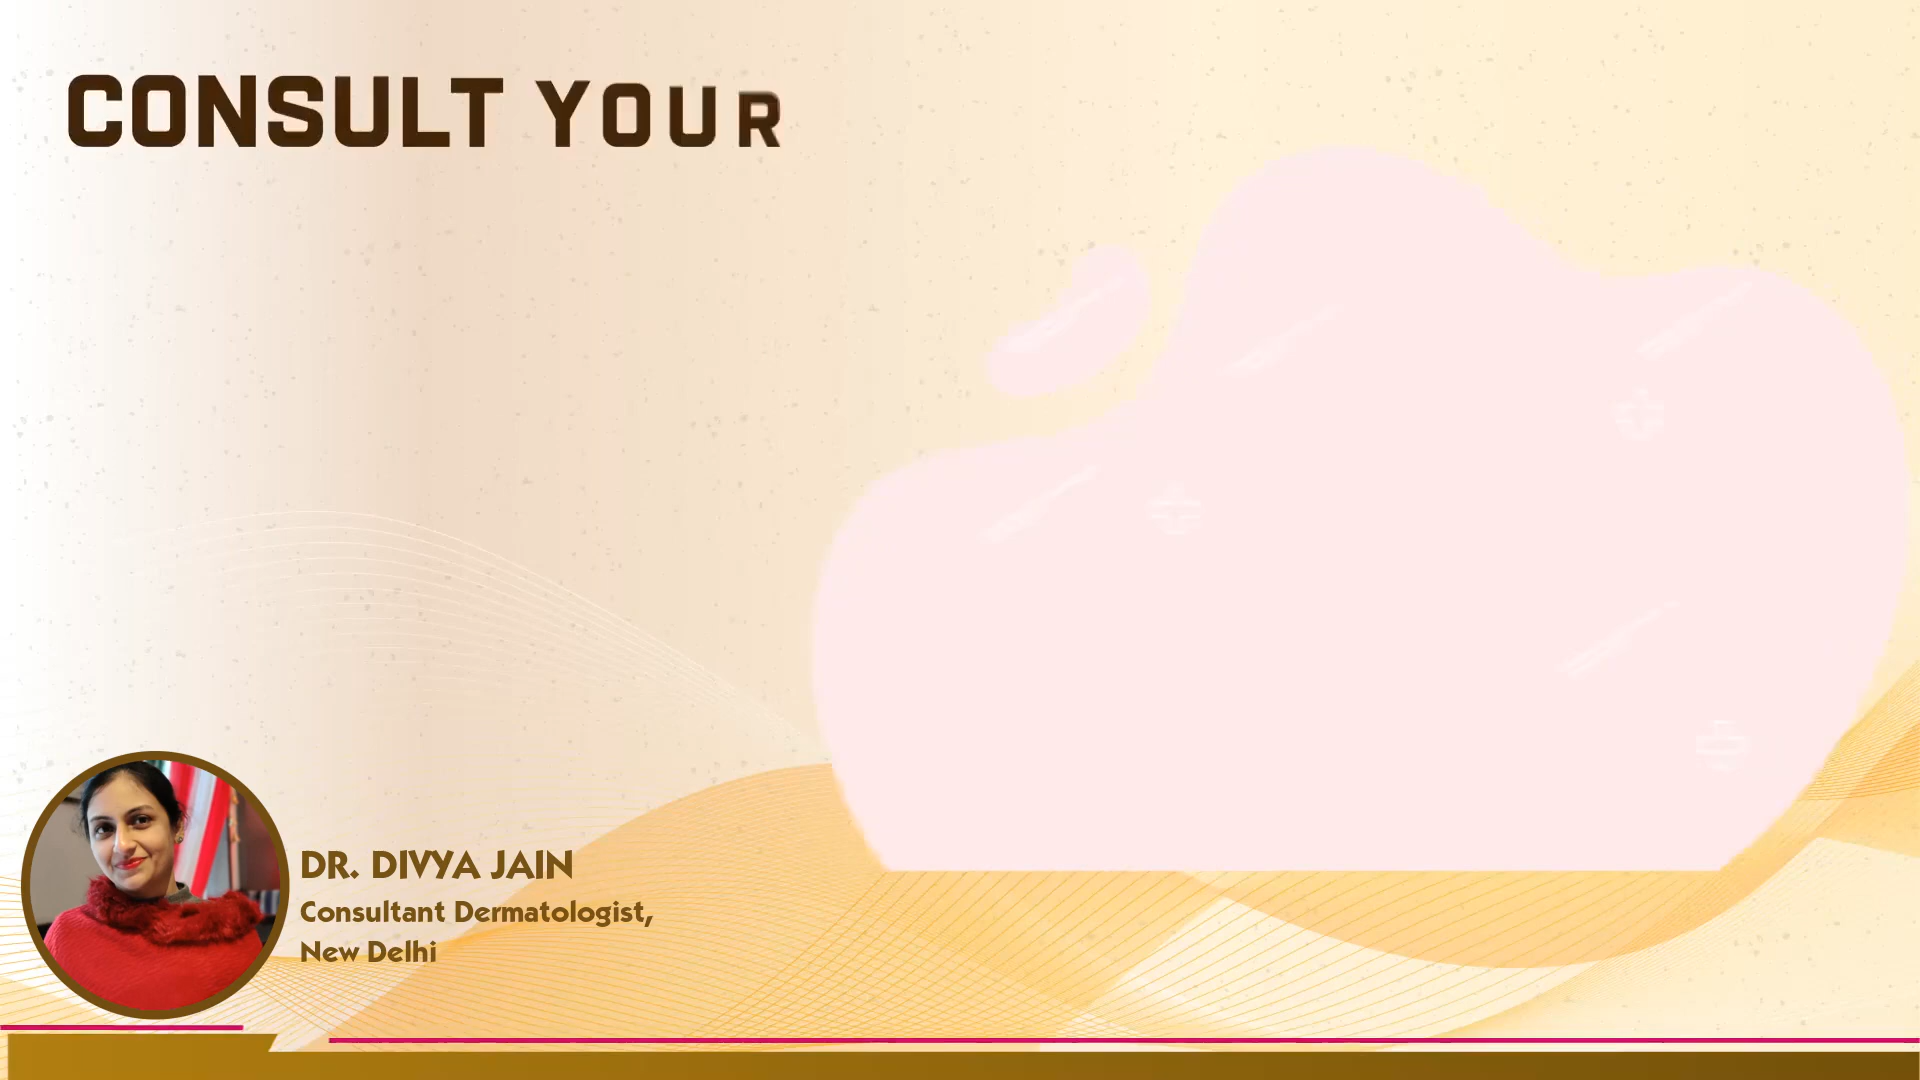 CONSULT YOUR
DR. DIVYA JAIN
Consultant Dermatologist,
New Delhi